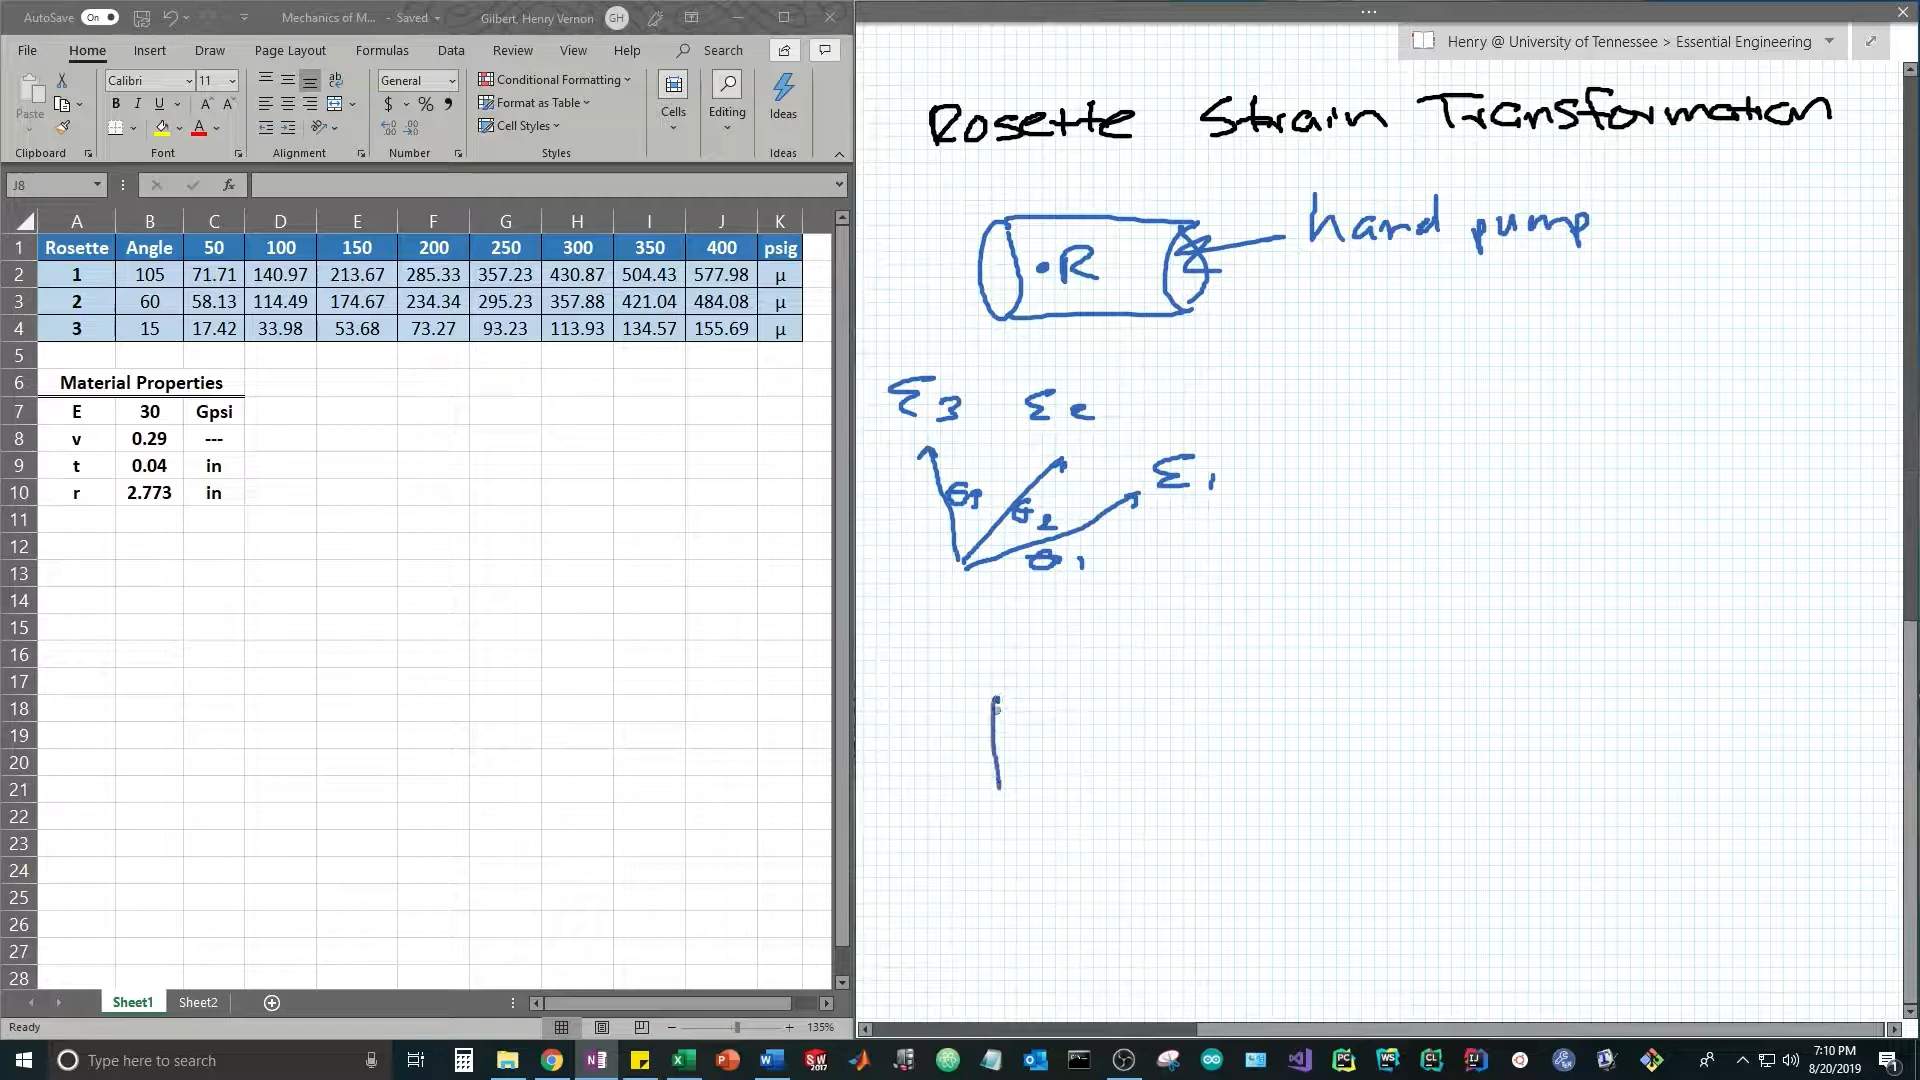 AutoSave On Mechanics of M... - Saved Gilbert, Henry Vernon GH
File Home Insert Draw Page Layout Formulas Data Review View Help Search
Paste Calibri 11 General Conditional Formatting Format as Table Cell Styles Cells Editing Ideas
B I U A A A $ %
Clipboard Font Alignment Number Styles Ideas
J8 fx
A B C D E F G H I J K
1 Rosette Angle 50 100 150 200 250 300 350 400 psig
2 1 105 71.71 140.97 213.67 285.33 357.23 430.87 504.43 577.98 μ
3 2 60 58.13 114.49 174.67 234.34 295.23 357.88 421.04 484.08 μ
4 3 15 17.42 33.98 53.68 73.27 93.23 113.93 134.57 155.69 μ
5
6 Material Properties
7 E 30 Gpsi
8 v 0.29 ---
9 t 0.04 in
10 r 2.773 in
11
12
13
14
15
16
17
18
19
20
21
22
23
24
25
26
27
28
Sheet1 Sheet2
Ready 135%
Henry @ University of Tennessee > Essential Engineering
Rosette Strain Transformation
hand pump
R
Σ3 Σ2
Σ1
θ3 θ2
θ1
Type here to search
7:10 PM
8/20/2019